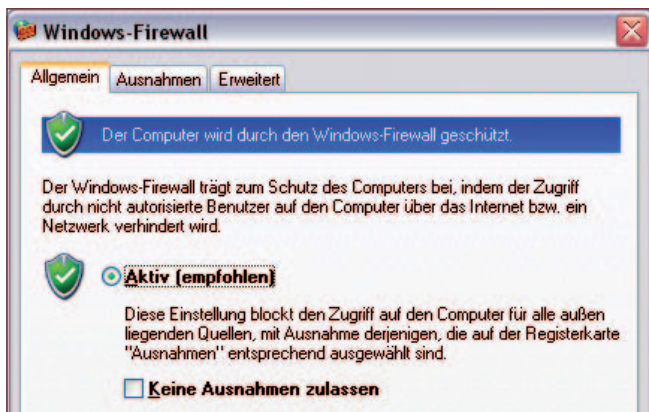 Windows-Firewall
Allgemein Ausnahmen Erweitert
Der Computer wird durch den Windows-Firewall geschützt.
Der Windows-Firewall trägt zum Schutz des Computers bei, indem der Zugriff
durch nicht autorisierte Benutzer auf den Computer über das Internet bzw. ein
Netzwerk verhindert wird.
Aktiv (empfohlen)
Diese Einstellung blockt den Zugriff auf den Computer für alle außen
liegenden Quellen, mit Ausnahme derjenigen, die auf der Registerkarte
"Ausnahmen" entsprechend ausgewählt sind.
Keine Ausnahmen zulassen